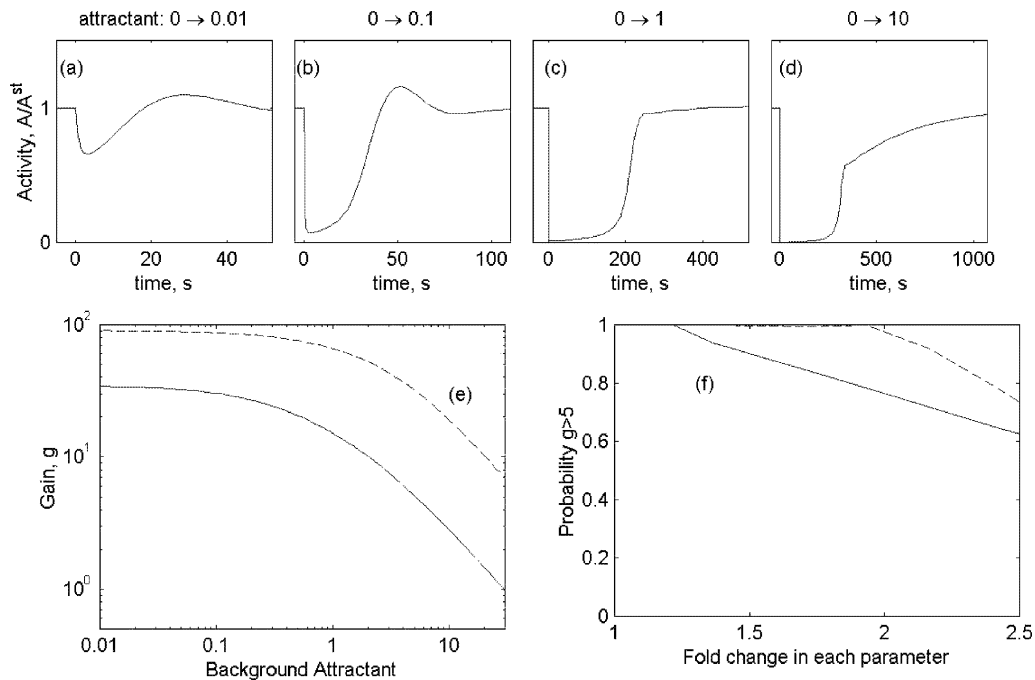 attractant: 0 → 0.01
0 → 0.1
0 → 1
0 → 10
(a)
(b)
(c)
(d)
Activity, A/A^st
1
0
0 20 40
0 50 100
0 200 400
0 500 1000
time, s
time, s
time, s
time, s
(e)
Gain, g
10^2
10^1
10^0
0.01 0.1 1 10
Background Attractant
(f)
Probability g>5
1
0.8
0.6
0.4
0.2
0
1 1.5 2 2.5
Fold change in each parameter